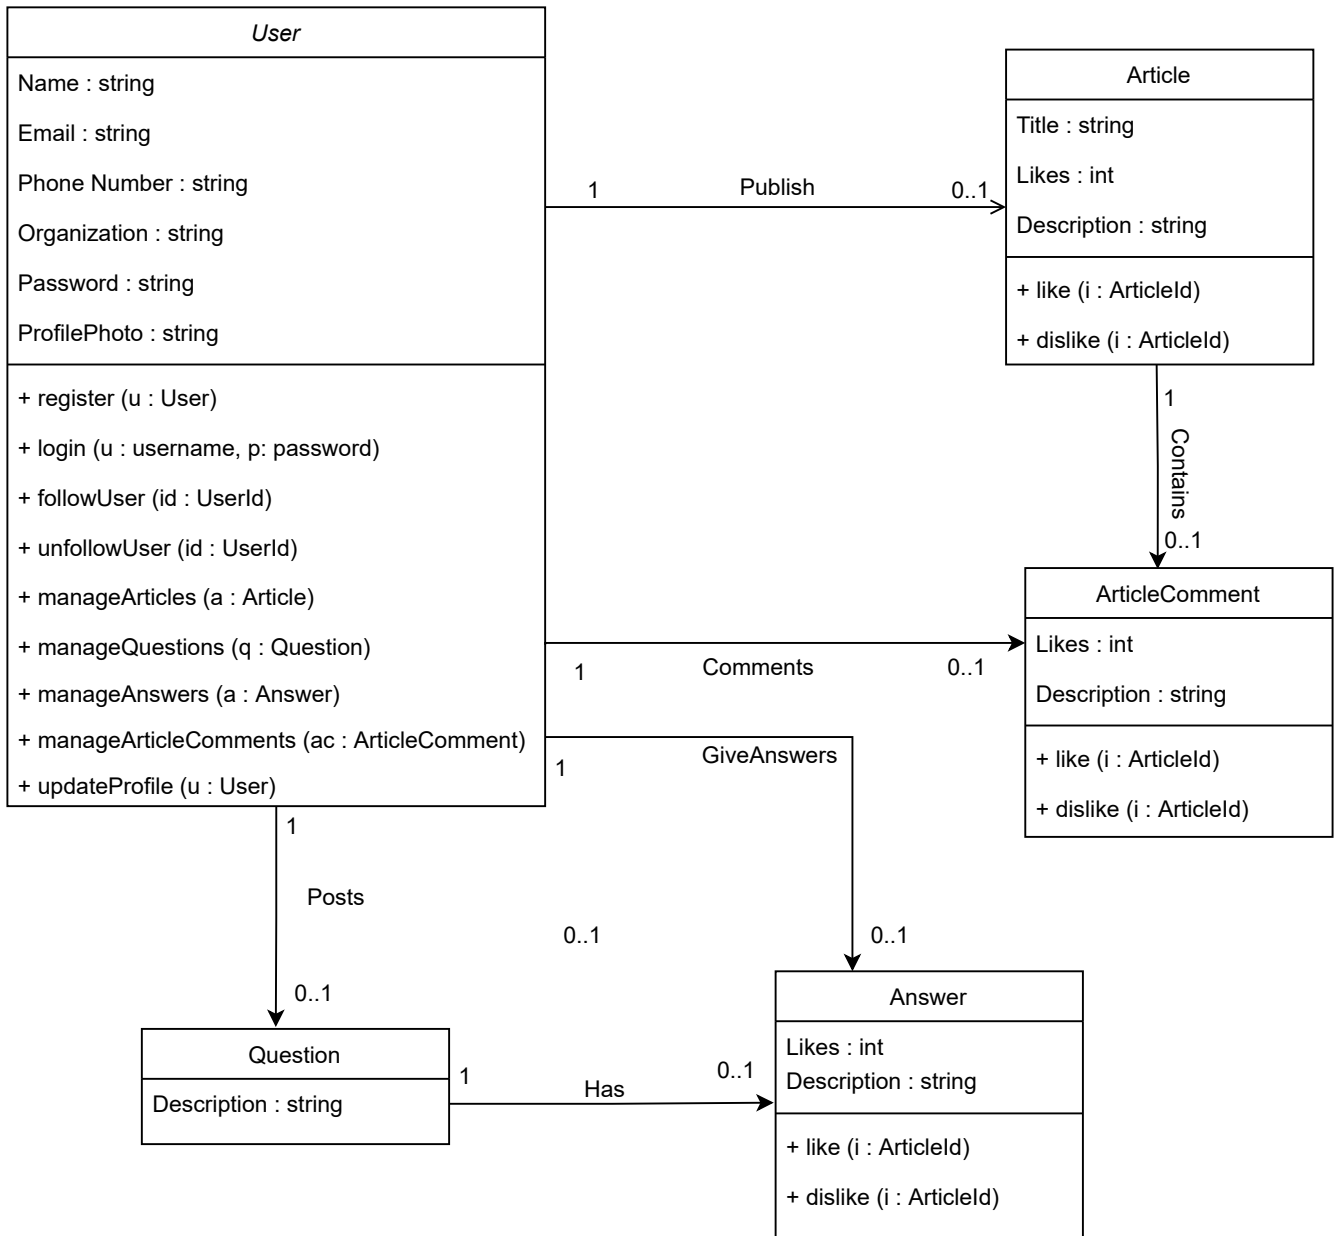 User
Name : string
Email : string
Phone Number : string
Organization : string
Password : string
ProfilePhoto : string
+ register (u : User)
+ login (u : username, p: password)
+ followUser (id : UserId)
+ unfollowUser (id : UserId)
+ manageArticles (a : Article)
+ manageQuestions (q : Question)
+ manageAnswers (a : Answer)
+ manageArticleComments (ac : ArticleComment)
+ updateProfile (u : User)
1
Publish
0..1
Article
Title : string
Likes : int
Description : string
+ like (i : ArticleId)
+ dislike (i : ArticleId)
1
Contains
0..1
ArticleComment
Likes : int
Description : string
+ like (i : ArticleId)
+ dislike (i : ArticleId)
1
Comments
0..1
1
GiveAnswers
0..1
1
Posts
0..1
0..1
Question
Description : string
1
Has
0..1
Answer
Likes : int
Description : string
+ like (i : ArticleId)
+ dislike (i : ArticleId)